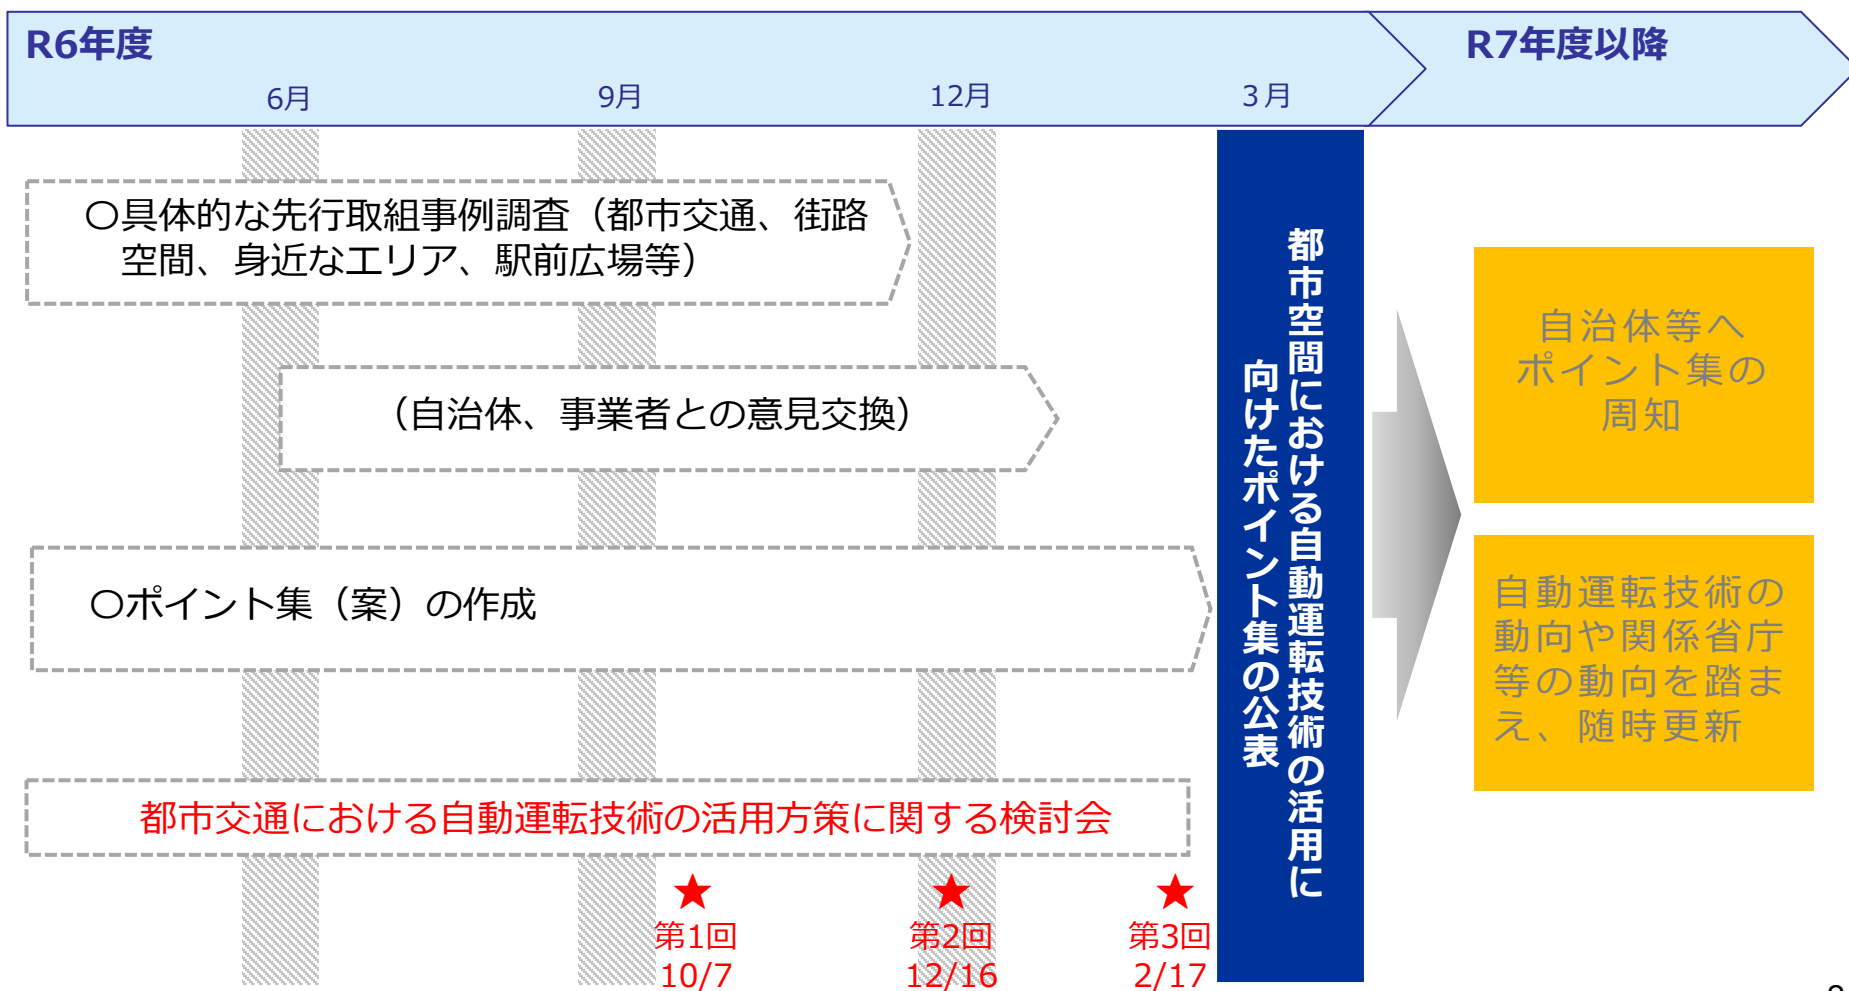 R6年度
R7年度以降
6月
9月
12月
３月
〇具体的な先行取組事例調査（都市交通、街路
空間、身近なエリア、駅前広場等）
（自治体、事業者との意見交換）
〇ポイント集（案）の作成
都市交通における自動運転技術の活用方策に関する検討会
第1回
10/7
第2回
12/16
第3回
2/17
都市空間における自動運転技術の活用に
向けたポイント集の公表
自治体等へ
ポイント集の
周知
自動運転技術の
動向や関係省庁
等の動向を踏ま
え、随時更新